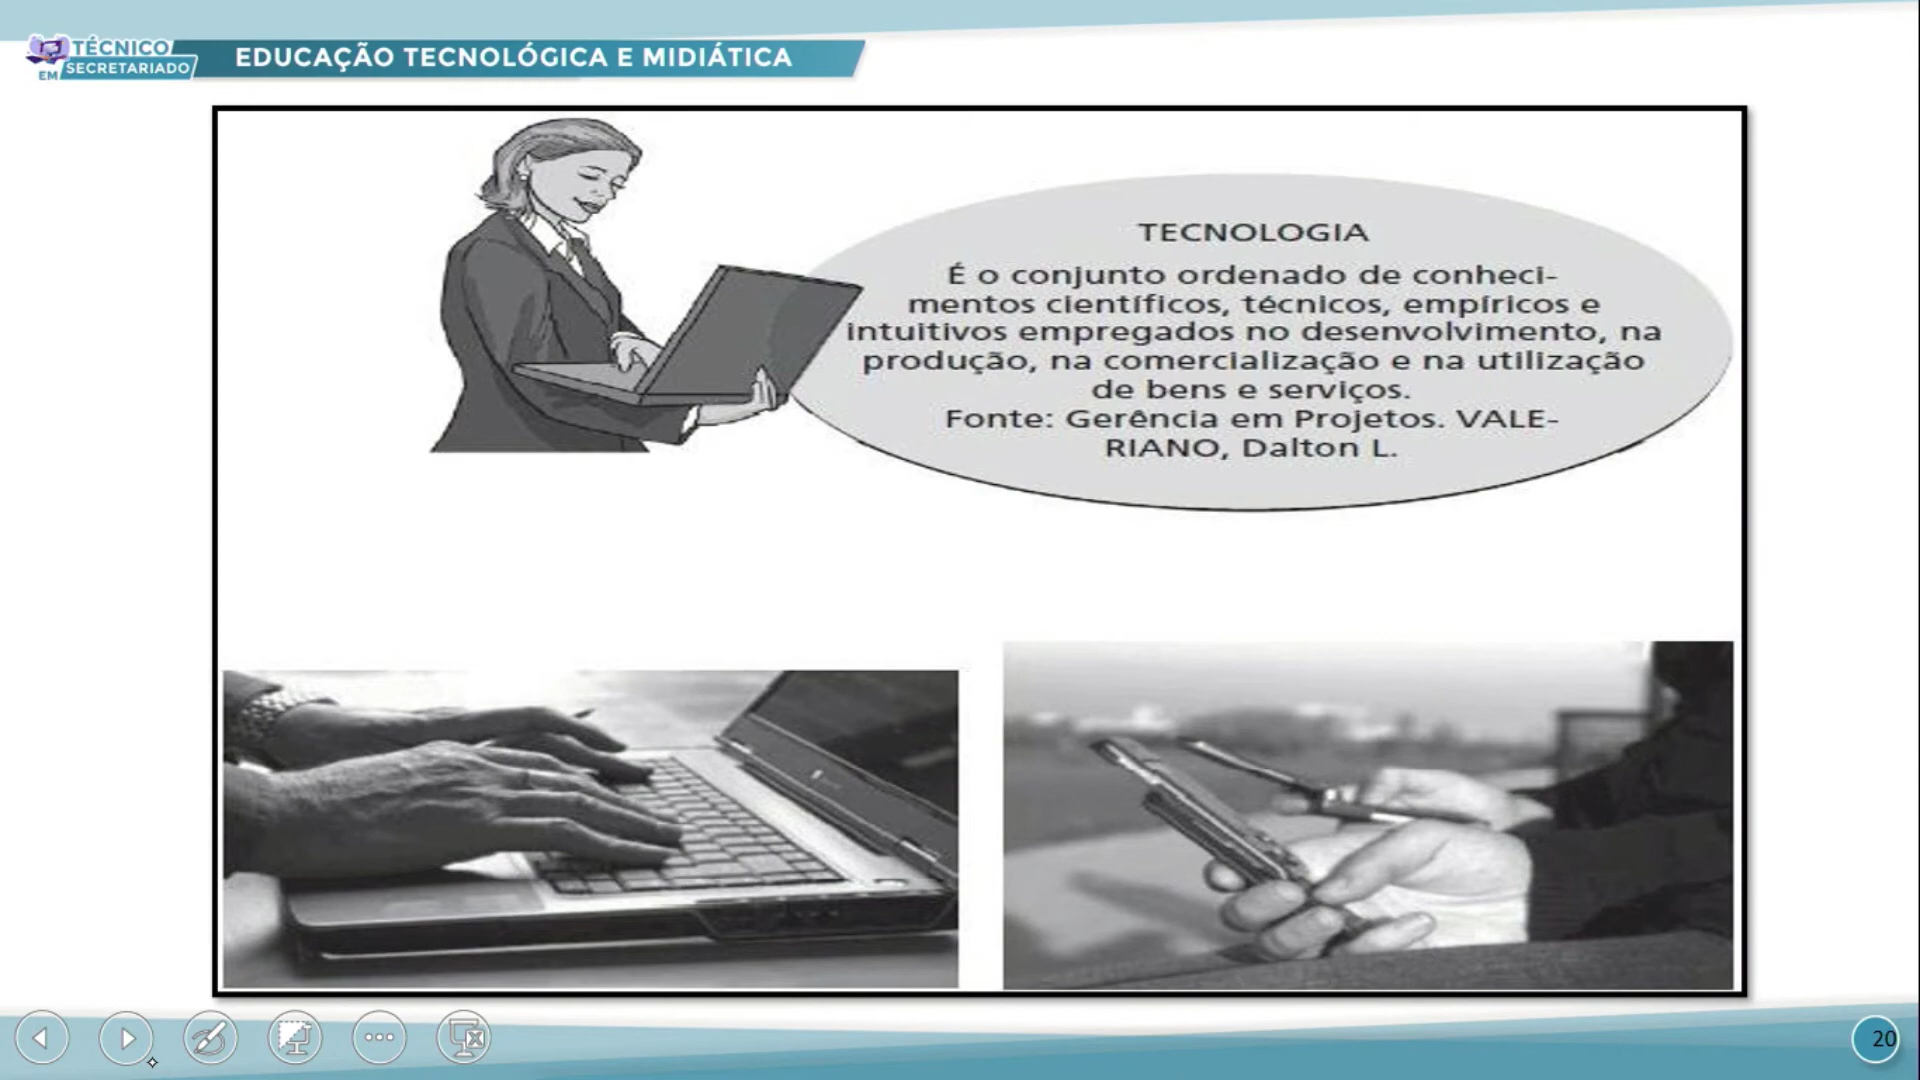 TÉCNICO
EM SECRETARIADO
EDUCAÇÃO TECNOLÓGICA E MIDIÁTICA
TECNOLOGIA
É o conjunto ordenado de conheci-
mentos científicos, técnicos, empíricos e
intuitivos empregados no desenvolvimento, na
produção, na comercialização e na utilização
de bens e serviços.
Fonte: Gerência em Projetos. VALE-
RIANO, Dalton L.
20